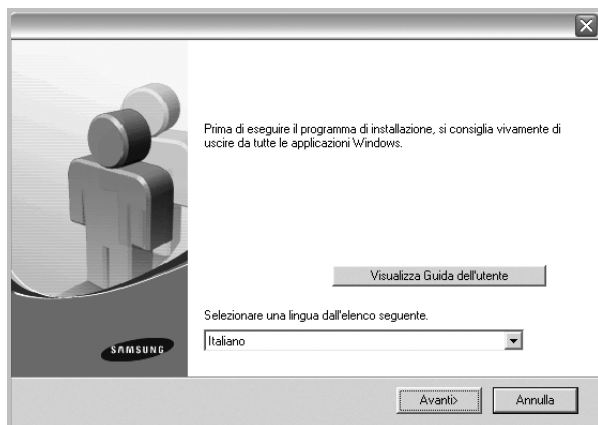 Prima di eseguire il programma di installazione, si consiglia vivamente di
uscire da tutte le applicazioni Windows.
Visualizza Guida dell'utente
Selezionare una lingua dall'elenco seguente.
Italiano
SAMSUNG
Avanti>
Annulla